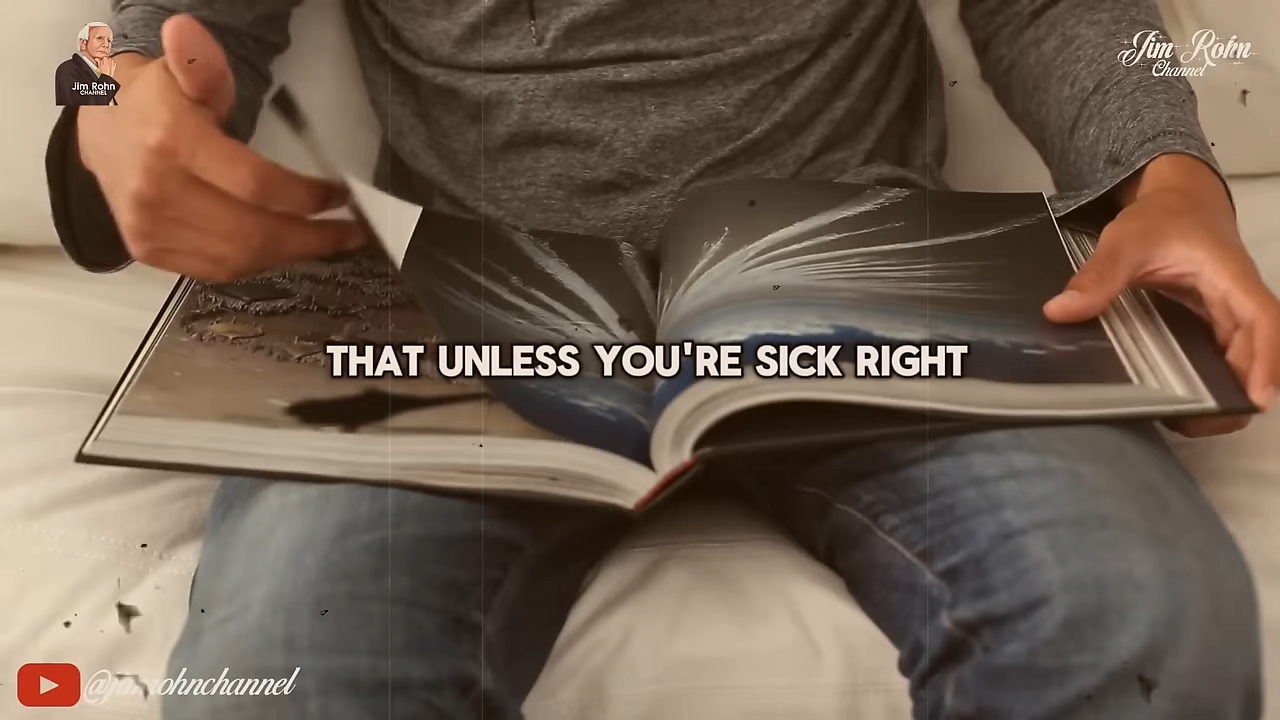 Jim Rohn
CHANNEL
Jim Rohn
Channel
THAT UNLESS YOU'RE SICK RIGHT